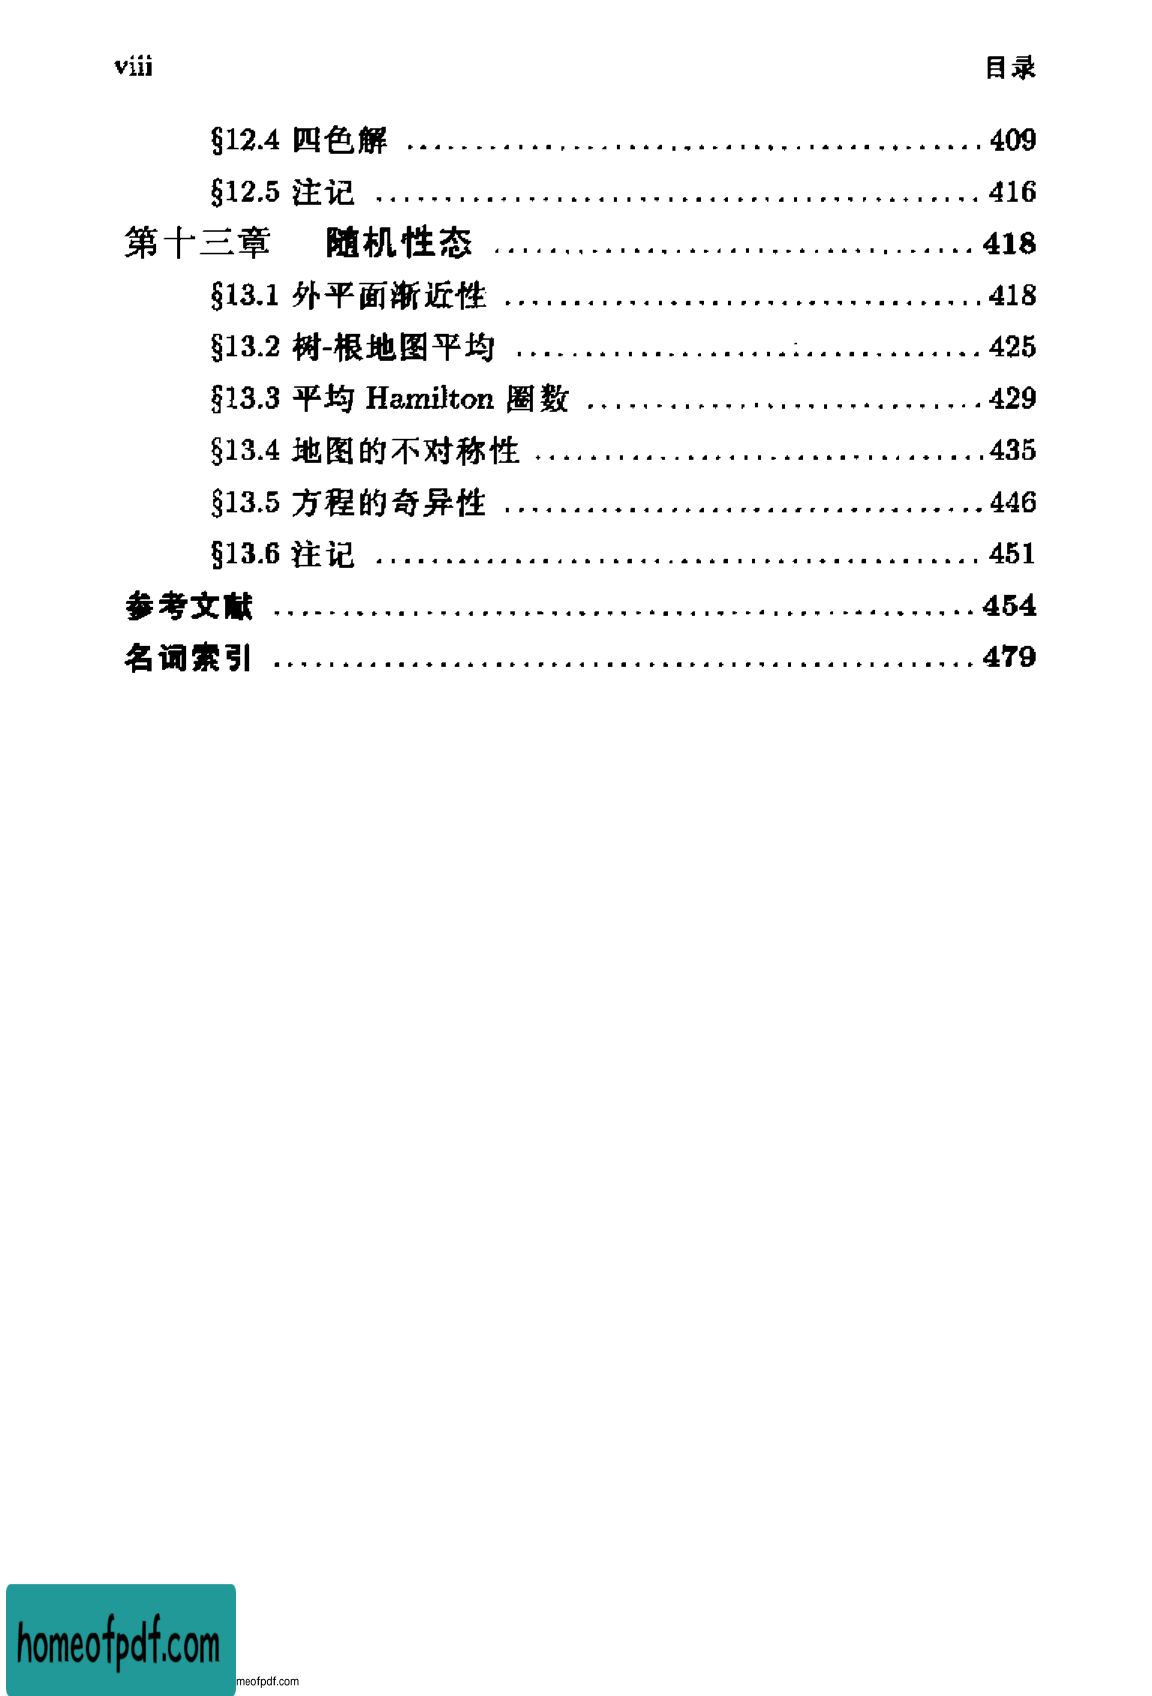 viii 目录
§12.4 四色解 409
§12.5 注记 416
第十三章 随机性态 418
§13.1 外平面渐近性 418
§13.2 树-根地图平均 425
§13.3 平均 Hamilton 圈数 429
§13.4 地图的不对称性 435
§13.5 方程的奇异性 446
§13.6 注记 451
参考文献 454
名词索引 479
homeofpdf.com
meofpdf.com